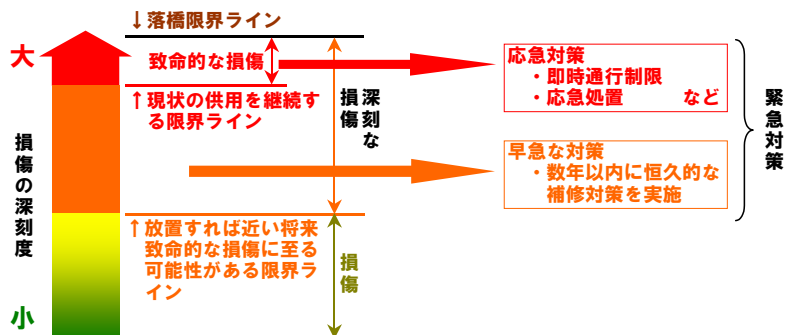 ↓落橋限界ライン
大
致命的な損傷
↑現状の供用を継続す
る限界ライン
深刻な
損傷
応急対策
・即時通行制限
・応急処置 など
緊急対策
損傷の深刻度
早急な対策
・数年以内に恒久的な
補修対策を実施
↑放置すれば近い将来
致命的な損傷に至る
可能性がある限界ラ
イン
損傷
小